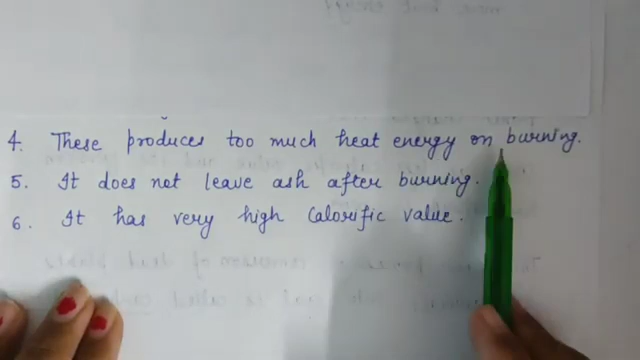 4. These produces too much heat energy on burning.
5. It does not leave ash after burning.
6. It has very high Calorific value.